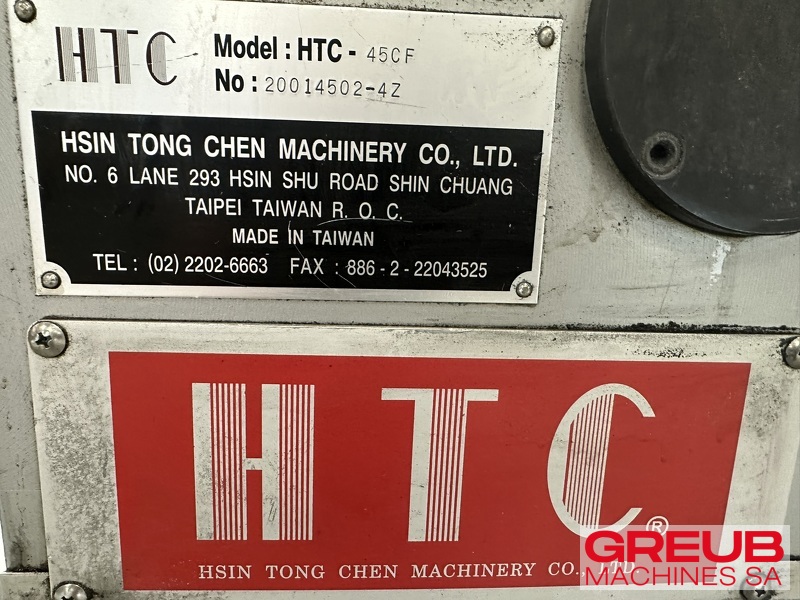 HTC Model : HTC - 45CF
No : 20014502-4Z
HSIN TONG CHEN MACHINERY CO., LTD.
NO. 6 LANE 293 HSIN SHU ROAD SHIN CHUANG
TAIPEI TAIWAN R. O. C.
MADE IN TAIWAN
TEL : (02) 2202-6663 FAX : 886 - 2 - 22043525
HTC®
HSIN TONG CHEN MACHINERY CO., LTD.
GREUB
MACHINES SA